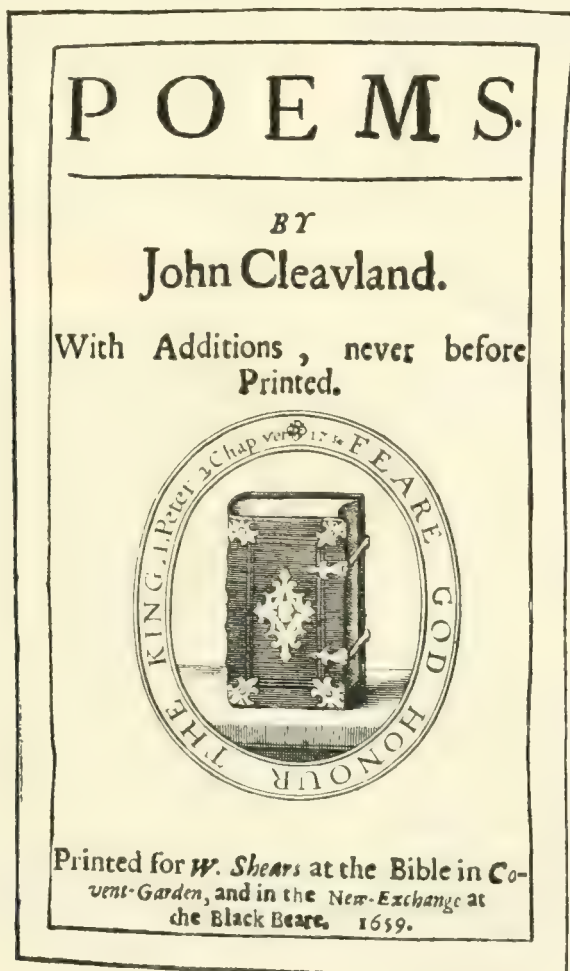 POEMS.
BY
John Cleavland.
With Additions, never before
Printed.
FEARE GOD HONOUR THE KING. 1. Peter 2 Chap ver 17
Printed for W. Shears at the Bible in Co-
vent-Garden, and in the New-Exchange at
the Black Beare. 1659.